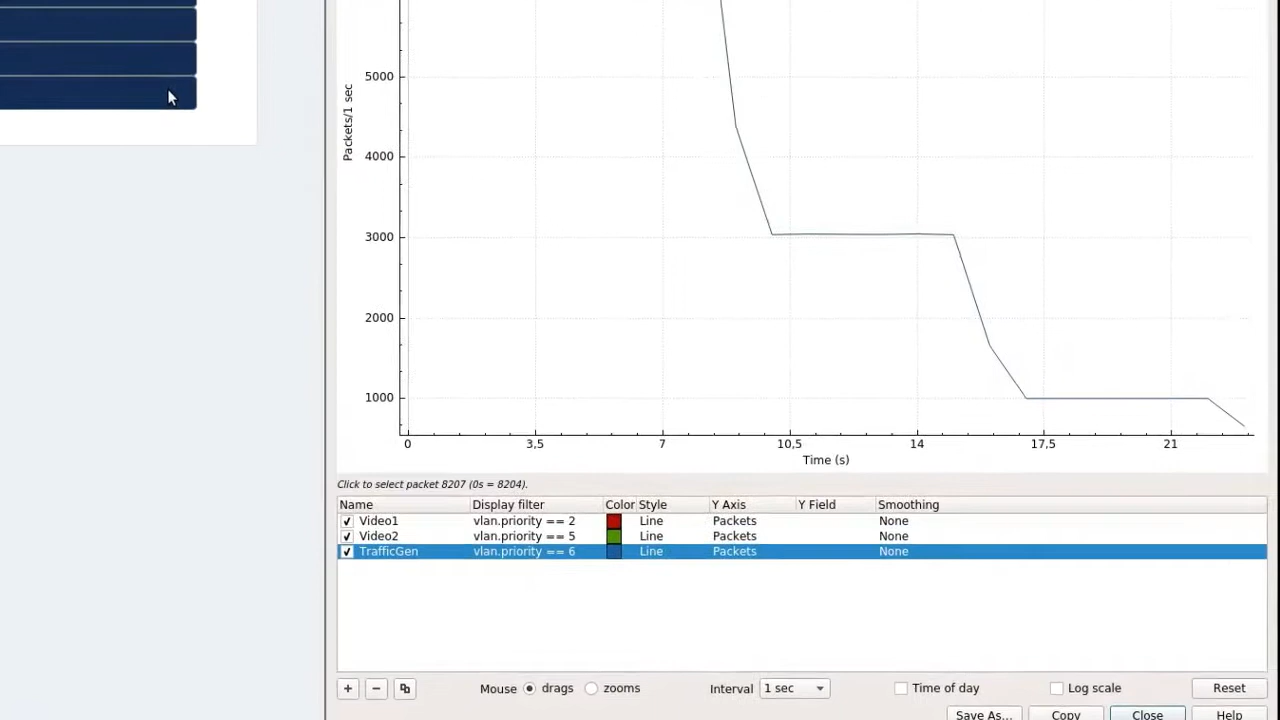 5000
4000
3000
2000
1000
Packets/1 sec
0 3,5 7 10,5 14 17,5 21
Time (s)
Click to select packet 8207 (0s = 8204).
Name Display filter Color Style Y Axis Y Field Smoothing
Video1 vlan.priority == 2 Line Packets None
Video2 vlan.priority == 5 Line Packets None
TrafficGen vlan.priority == 6 Line Packets None
+ − Mouse drags zooms Interval 1 sec Time of day Log scale Reset
Save As... Copy Close Help